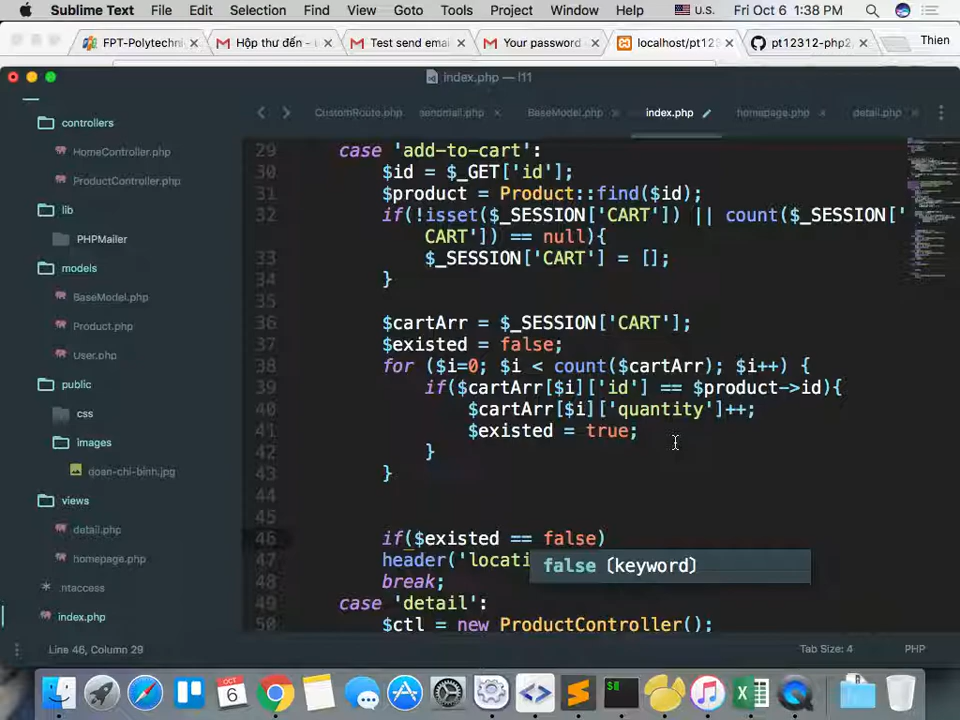 Sublime Text File Edit Selection Find View Goto Tools Project Window Help U.S. Fri Oct 6 1:38 PM
FPT-Polytechni Hộp thư đến - Test send emai Your password localhost/pt123 pt12312-php2 Thien
index.php — l11
CustomRoute.php sendmail.php BaseModel.php index.php homepage.php detail.php
controllers
HomeController.php
ProductController.php
lib
PHPMailer
models
BaseModel.php
Product.php
User.php
public
css
images
doan-chi-binh.jpg
views
detail.php
homepage.php
.htaccess
index.php
29 case 'add-to-cart':
30 $id = $_GET['id'];
31 $product = Product::find($id);
32 if(!isset($_SESSION['CART']) || count($_SESSION['
CART']) == null){
33 $_SESSION['CART'] = [];
34 }
35
36 $cartArr = $_SESSION['CART'];
37 $existed = false;
38 for ($i=0; $i < count($cartArr); $i++) {
39 if($cartArr[$i]['id'] == $product->id){
40 $cartArr[$i]['quantity']++;
41 $existed = true;
42 }
43 }
44
45
46 if($existed == false)
47 header('locati
false (keyword)
48 break;
49 case 'detail':
50 $ctl = new ProductController();
Line 46, Column 29 Tab Size: 4 PHP
OCT
6